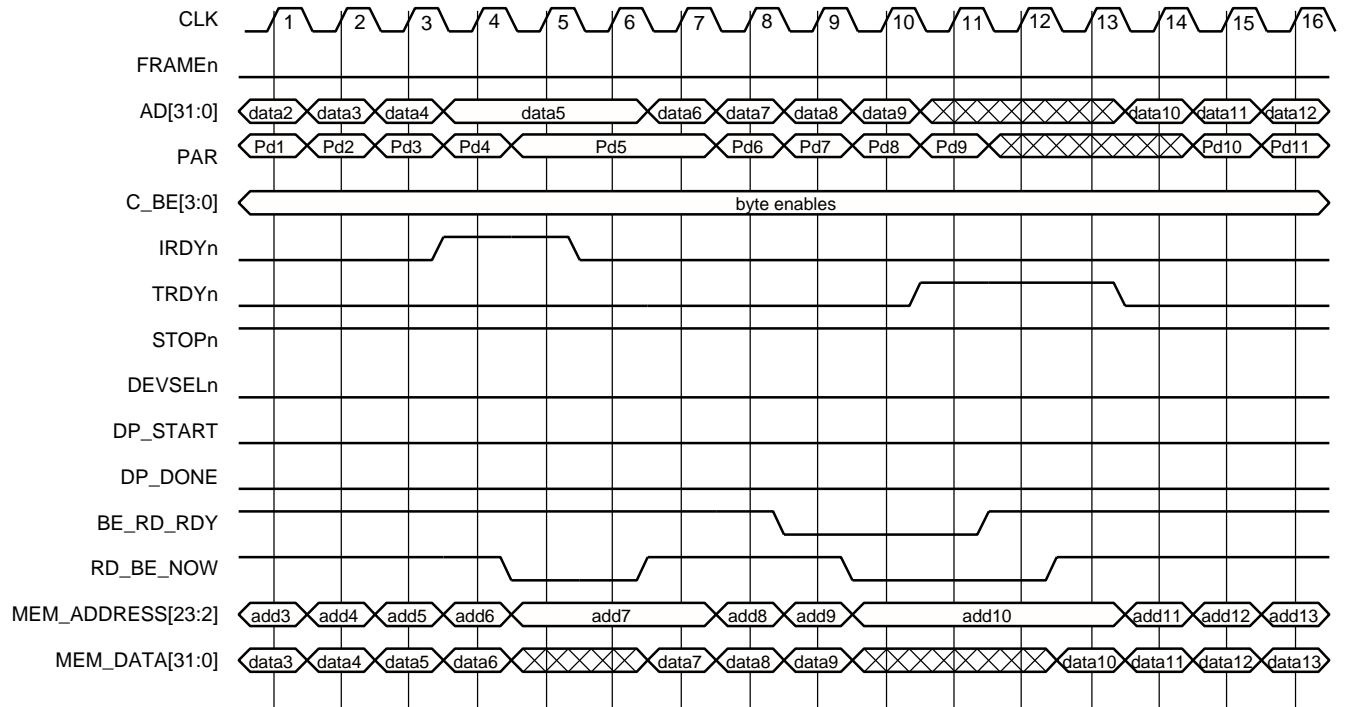 CLK 1 2 3 4 5 6 7 8 9 10 11 12 13 14 15 16
FRAMEn
AD[31:0] data2 data3 data4 data5 data6 data7 data8 data9 data10 data11 data12
PAR Pd1 Pd2 Pd3 Pd4 Pd5 Pd6 Pd7 Pd8 Pd9 Pd10 Pd11
C_BE[3:0] byte enables
IRDYn
TRDYn
STOPn
DEVSELn
DP_START
DP_DONE
BE_RD_RDY
RD_BE_NOW
MEM_ADDRESS[23:2] add3 add4 add5 add6 add7 add8 add9 add10 add11 add12 add13
MEM_DATA[31:0] data3 data4 data5 data6 data7 data8 data9 data10 data11 data12 data13